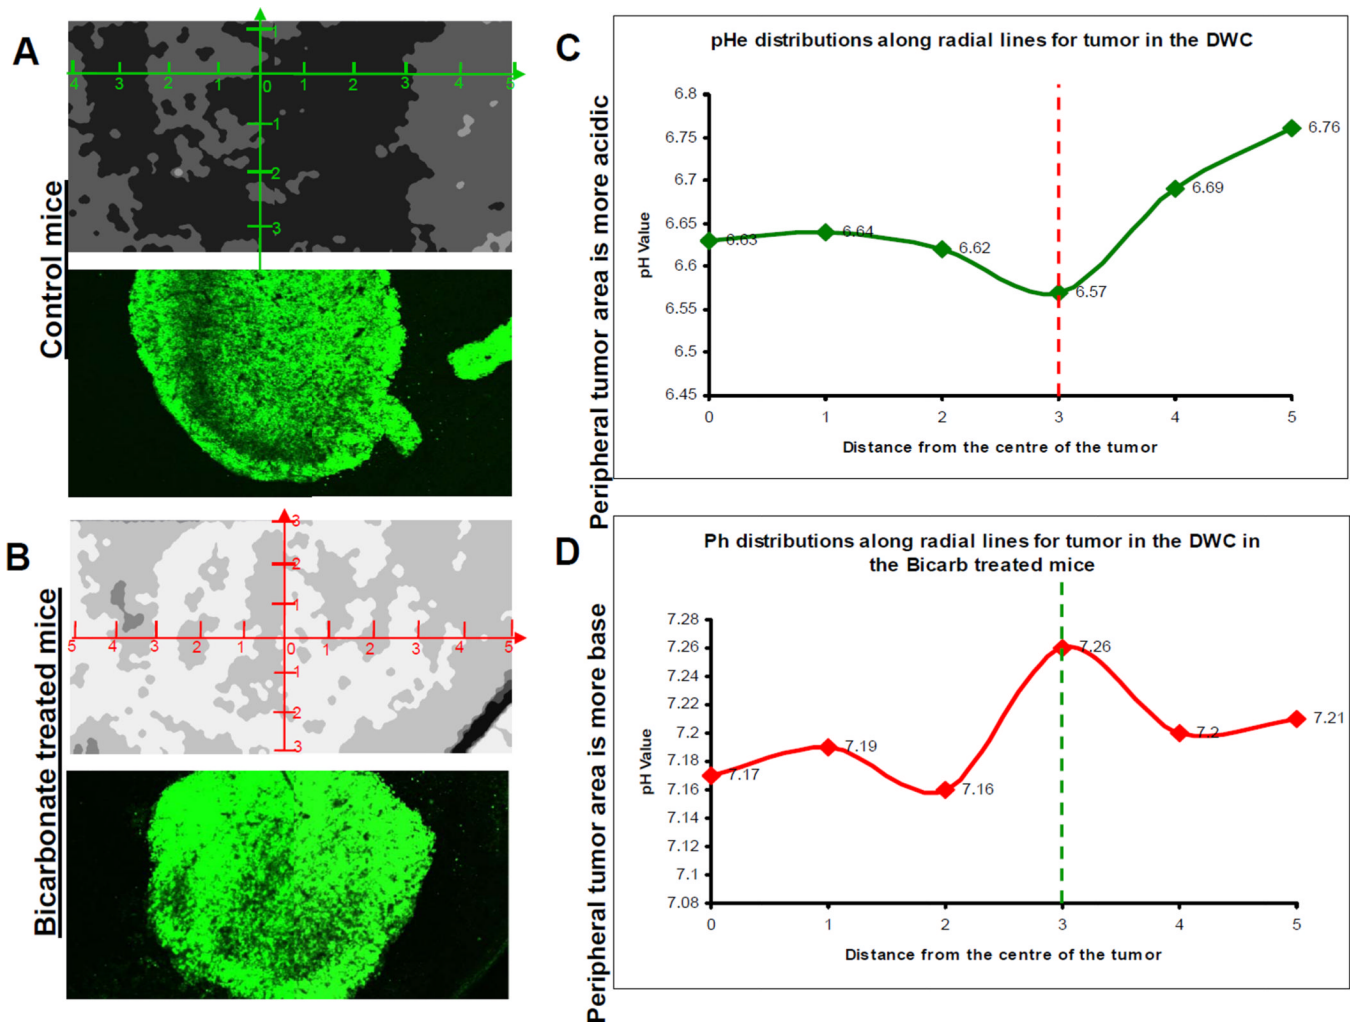 A
1
4 3 2 1 0 1 2 3 4 5
1
2
3
Control mice
B
3
2
1
5 4 3 2 1 0 1 2 3 4 5
1
2
3
Bicarbonate treated mice
C
Peripheral tumor area is more acidic
pHe distributions along radial lines for tumor in the DWC
pH Value
6.8
6.75
6.7
6.65
6.6
6.55
6.5
6.45
6.63
6.64
6.62
6.57
6.69
6.76
0 1 2 3 4 5
Distance from the centre of the tumor
D
Peripheral tumor area is more base
Ph distributions along radial lines for tumor in the DWC in
the Bicarb treated mice
pH Value
7.28
7.26
7.24
7.22
7.2
7.18
7.16
7.14
7.12
7.1
7.08
7.17
7.19
7.16
7.26
7.2
7.21
0 1 2 3 4 5
Distance from the centre of the tumor